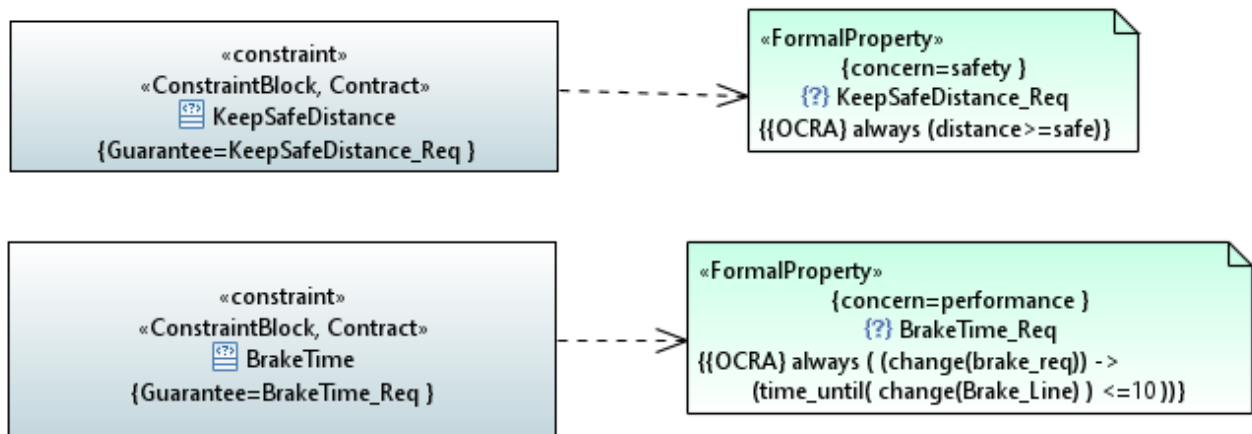 «constraint»
«ConstraintBlock, Contract»
KeepSafeDistance
{Guarantee=KeepSafeDistance_Req }
«FormalProperty»
{concern=safety }
{?} KeepSafeDistance_Req
{{OCRA} always (distance>=safe)}
«constraint»
«ConstraintBlock, Contract»
BrakeTime
{Guarantee=BrakeTime_Req }
«FormalProperty»
{concern=performance }
{?} BrakeTime_Req
{{OCRA} always ( (change(brake_req)) ->
(time_until( change(Brake_Line) ) <=10 ))}